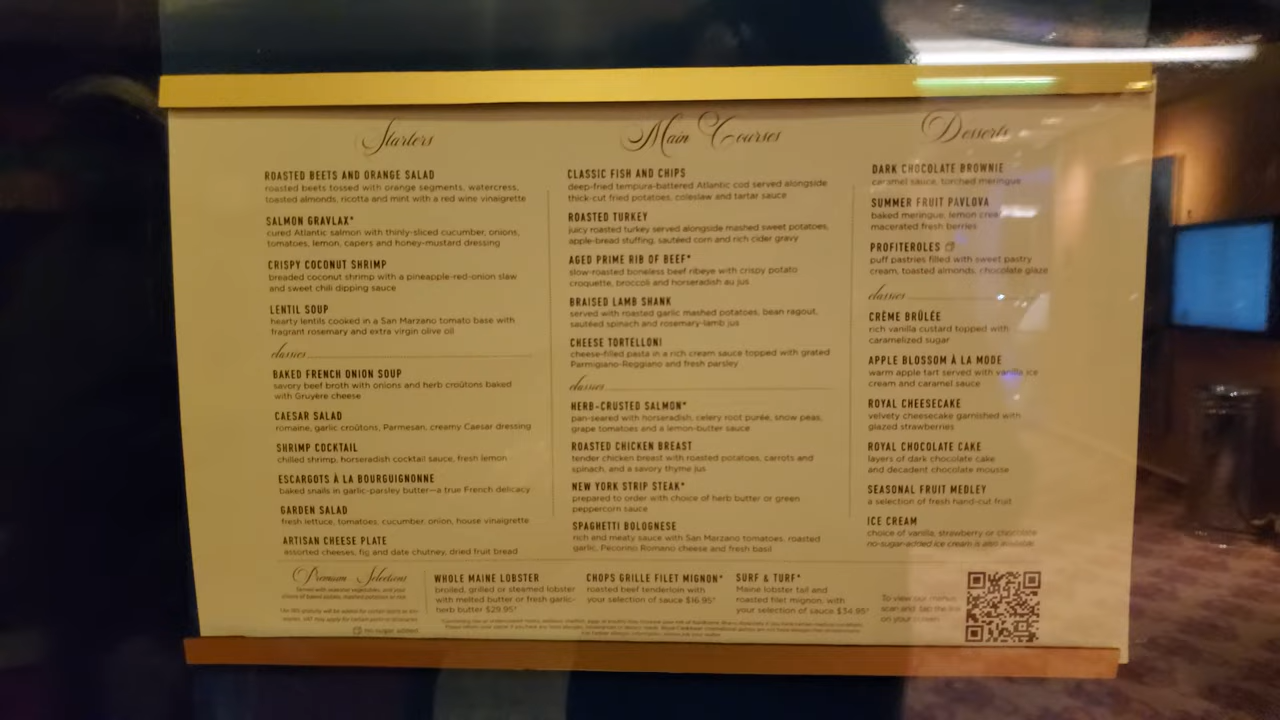 Starters
ROASTED BEETS AND ORANGE SALAD
roasted beets tossed with orange segments, watercress,
toasted almonds, ricotta and mint with a red wine vinaigrette
SALMON GRAVLAX*
cured Atlantic salmon with thinly-sliced cucumber, onions,
tomatoes, lemon, capers and honey-mustard dressing
CRISPY COCONUT SHRIMP
breaded coconut shrimp with a pineapple-red-onion slaw
and sweet chili dipping sauce
LENTIL SOUP
hearty lentils cooked in a San Marzano tomato base with
fragrant rosemary and extra virgin olive oil
classics
BAKED FRENCH ONION SOUP
savory beef broth with onions and herb croûtons baked
with Gruyère cheese
CAESAR SALAD
romaine, garlic croûtons, Parmesan, creamy Caesar dressing
SHRIMP COCKTAIL
chilled shrimp, horseradish cocktail sauce, fresh lemon
ESCARGOTS À LA BOURGUIGNONNE
baked snails in garlic-parsley butter—a true French delicacy
GARDEN SALAD
fresh lettuce, tomatoes, cucumber, onion, house vinaigrette
ARTISAN CHEESE PLATE
assorted cheeses, fig and date chutney, dried fruit bread
Main Courses
CLASSIC FISH AND CHIPS
deep-fried tempura-battered Atlantic cod served alongside
thick-cut fried potatoes, coleslaw and tartar sauce
ROASTED TURKEY
juicy roasted turkey served alongside mashed sweet potatoes,
apple-bread stuffing, sautéed corn and rich cider gravy
AGED PRIME RIB OF BEEF*
slow-roasted boneless beef ribeye with crispy potato
croquette, broccoli and horseradish au jus
BRAISED LAMB SHANK
served with roasted garlic mashed potatoes, bean ragout,
sautéed spinach and rosemary-lamb jus
CHEESE TORTELLONI
cheese-filled pasta in a rich cream sauce topped with grated
Parmigiano-Reggiano and fresh parsley
classics
HERB-CRUSTED SALMON*
pan-seared with horseradish, celery root purée, snow peas,
grape tomatoes and a lemon-butter sauce
ROASTED CHICKEN BREAST
tender chicken breast with roasted potatoes, carrots and
spinach, and a savory thyme jus
NEW YORK STRIP STEAK*
prepared to order with choice of herb butter or green
peppercorn sauce
SPAGHETTI BOLOGNESE
rich and meaty sauce with San Marzano tomatoes, roasted
garlic, Pecorino Romano cheese and fresh basil
Desserts
DARK CHOCOLATE BROWNIE
caramel sauce, torched meringue
SUMMER FRUIT PAVLOVA
baked meringue, lemon
macerated fresh berries
PROFITEROLES
puff pastries filled with sweet pastry
cream, toasted almonds, chocolate glaze
classics
CRÈME BRÛLÉE
rich vanilla custard topped with
caramelized sugar
APPLE BLOSSOM À LA MODE
warm apple tart served with vanilla ice
cream and caramel sauce
ROYAL CHEESECAKE
velvety cheesecake garnished with
glazed strawberries
ROYAL CHOCOLATE CAKE
layers of dark chocolate cake
and decadent chocolate mousse
SEASONAL FRUIT MEDLEY
a selection of fresh hand-cut fruit
ICE CREAM
choice of vanilla, strawberry or chocolate
no-sugar-added ice cream is also available
Premium Selections
no sugar added
WHOLE MAINE LOBSTER
broiled, grilled or steamed lobster
with melted butter or fresh garlic-
herb butter $29.95†
CHOPS GRILLE FILET MIGNON*
roasted beef tenderloin with
your selection of sauce $16.95†
SURF & TURF*
Maine lobster tail and
roasted filet mignon, with
your selection of sauce $34.95†
To view our menus
scan and tap the link
on your screen